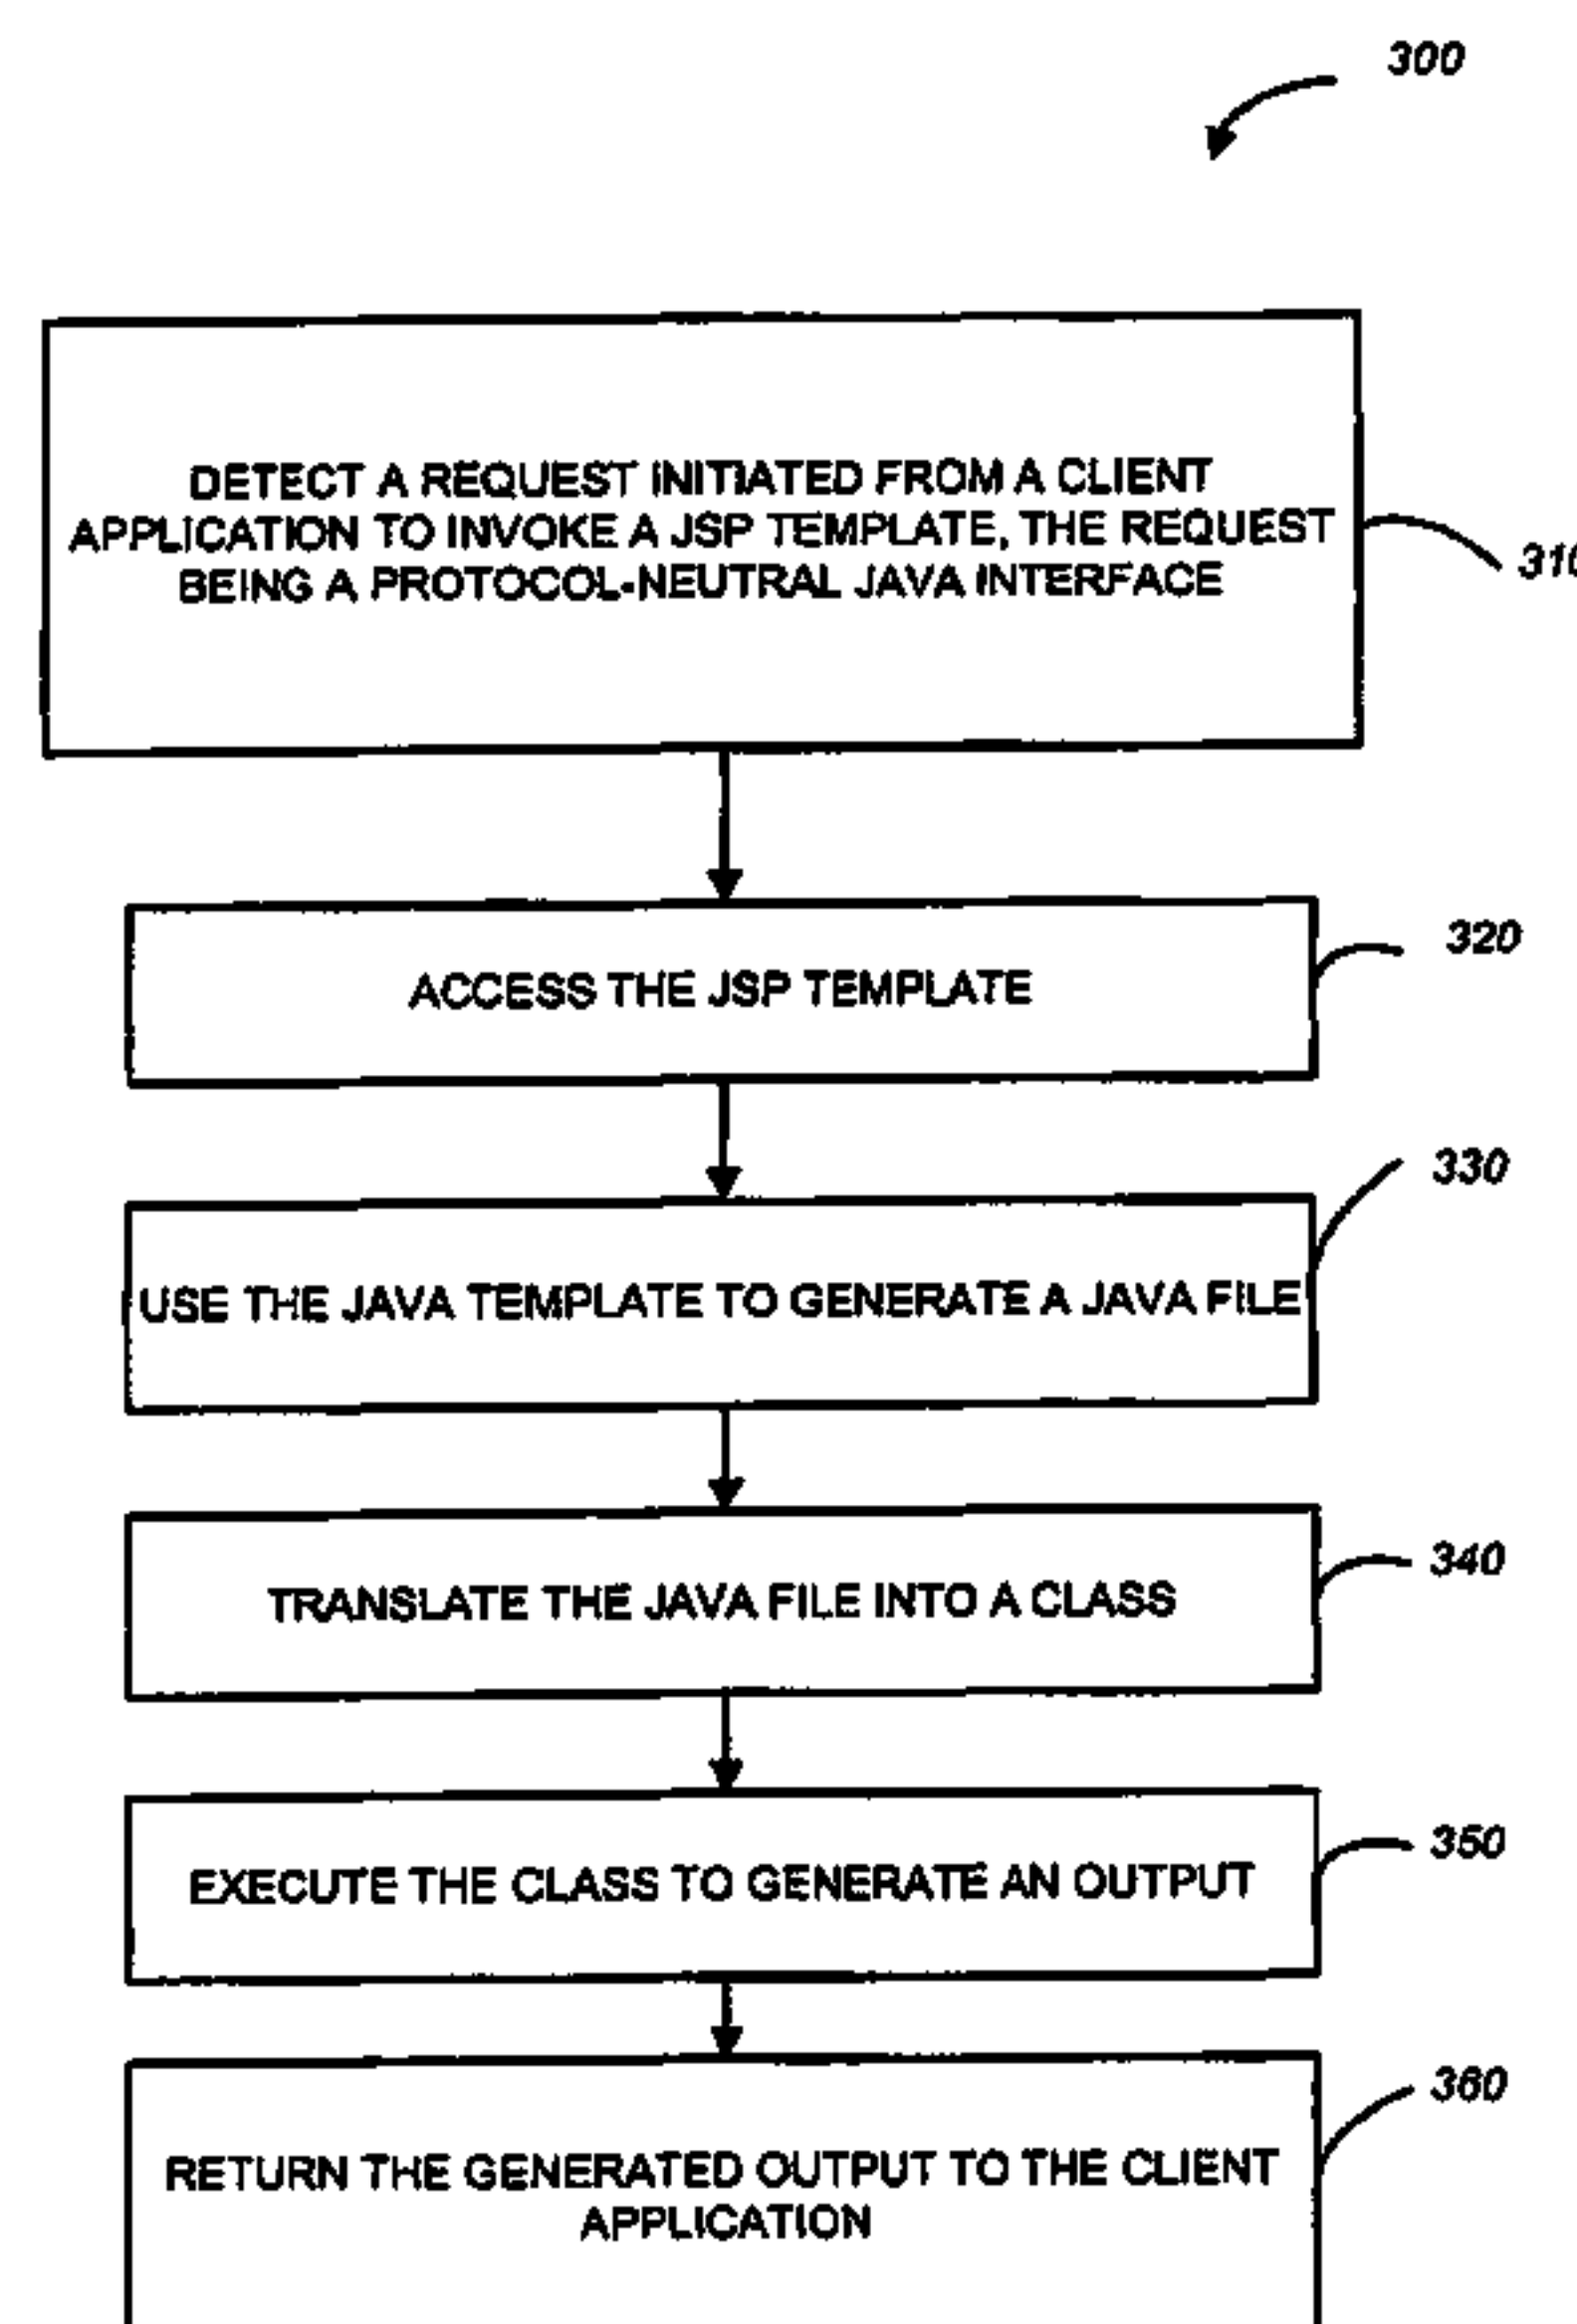 300
DETECT A REQUEST INITIATED FROM A CLIENT
APPLICATION TO INVOKE A JSP TEMPLATE, THE REQUEST
BEING A PROTOCOL-NEUTRAL JAVA INTERFACE
310
ACCESS THE JSP TEMPLATE
320
USE THE JAVA TEMPLATE TO GENERATE A JAVA FILE
330
TRANSLATE THE JAVA FILE INTO A CLASS
340
EXECUTE THE CLASS TO GENERATE AN OUTPUT
350
RETURN THE GENERATED OUTPUT TO THE CLIENT
APPLICATION
360